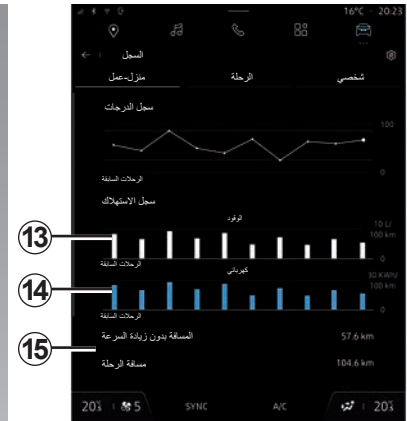 16°C 20:23
السجل
منزل-عمل الرحلة شخصي
سجل الدرجات
100
0
الرحلات السابقة
سجل الاستهلاك
الوقود
10 L/
100 km
0
13
الرحلات السابقة
كهربائي
30 KWh/
100 km
0
14
الرحلات السابقة
15
المسافة بدون زيادة السرعة 57.6 km
مسافة الرحلة 104.6 km
20⁵ 5 SYNC A/C 20⁵